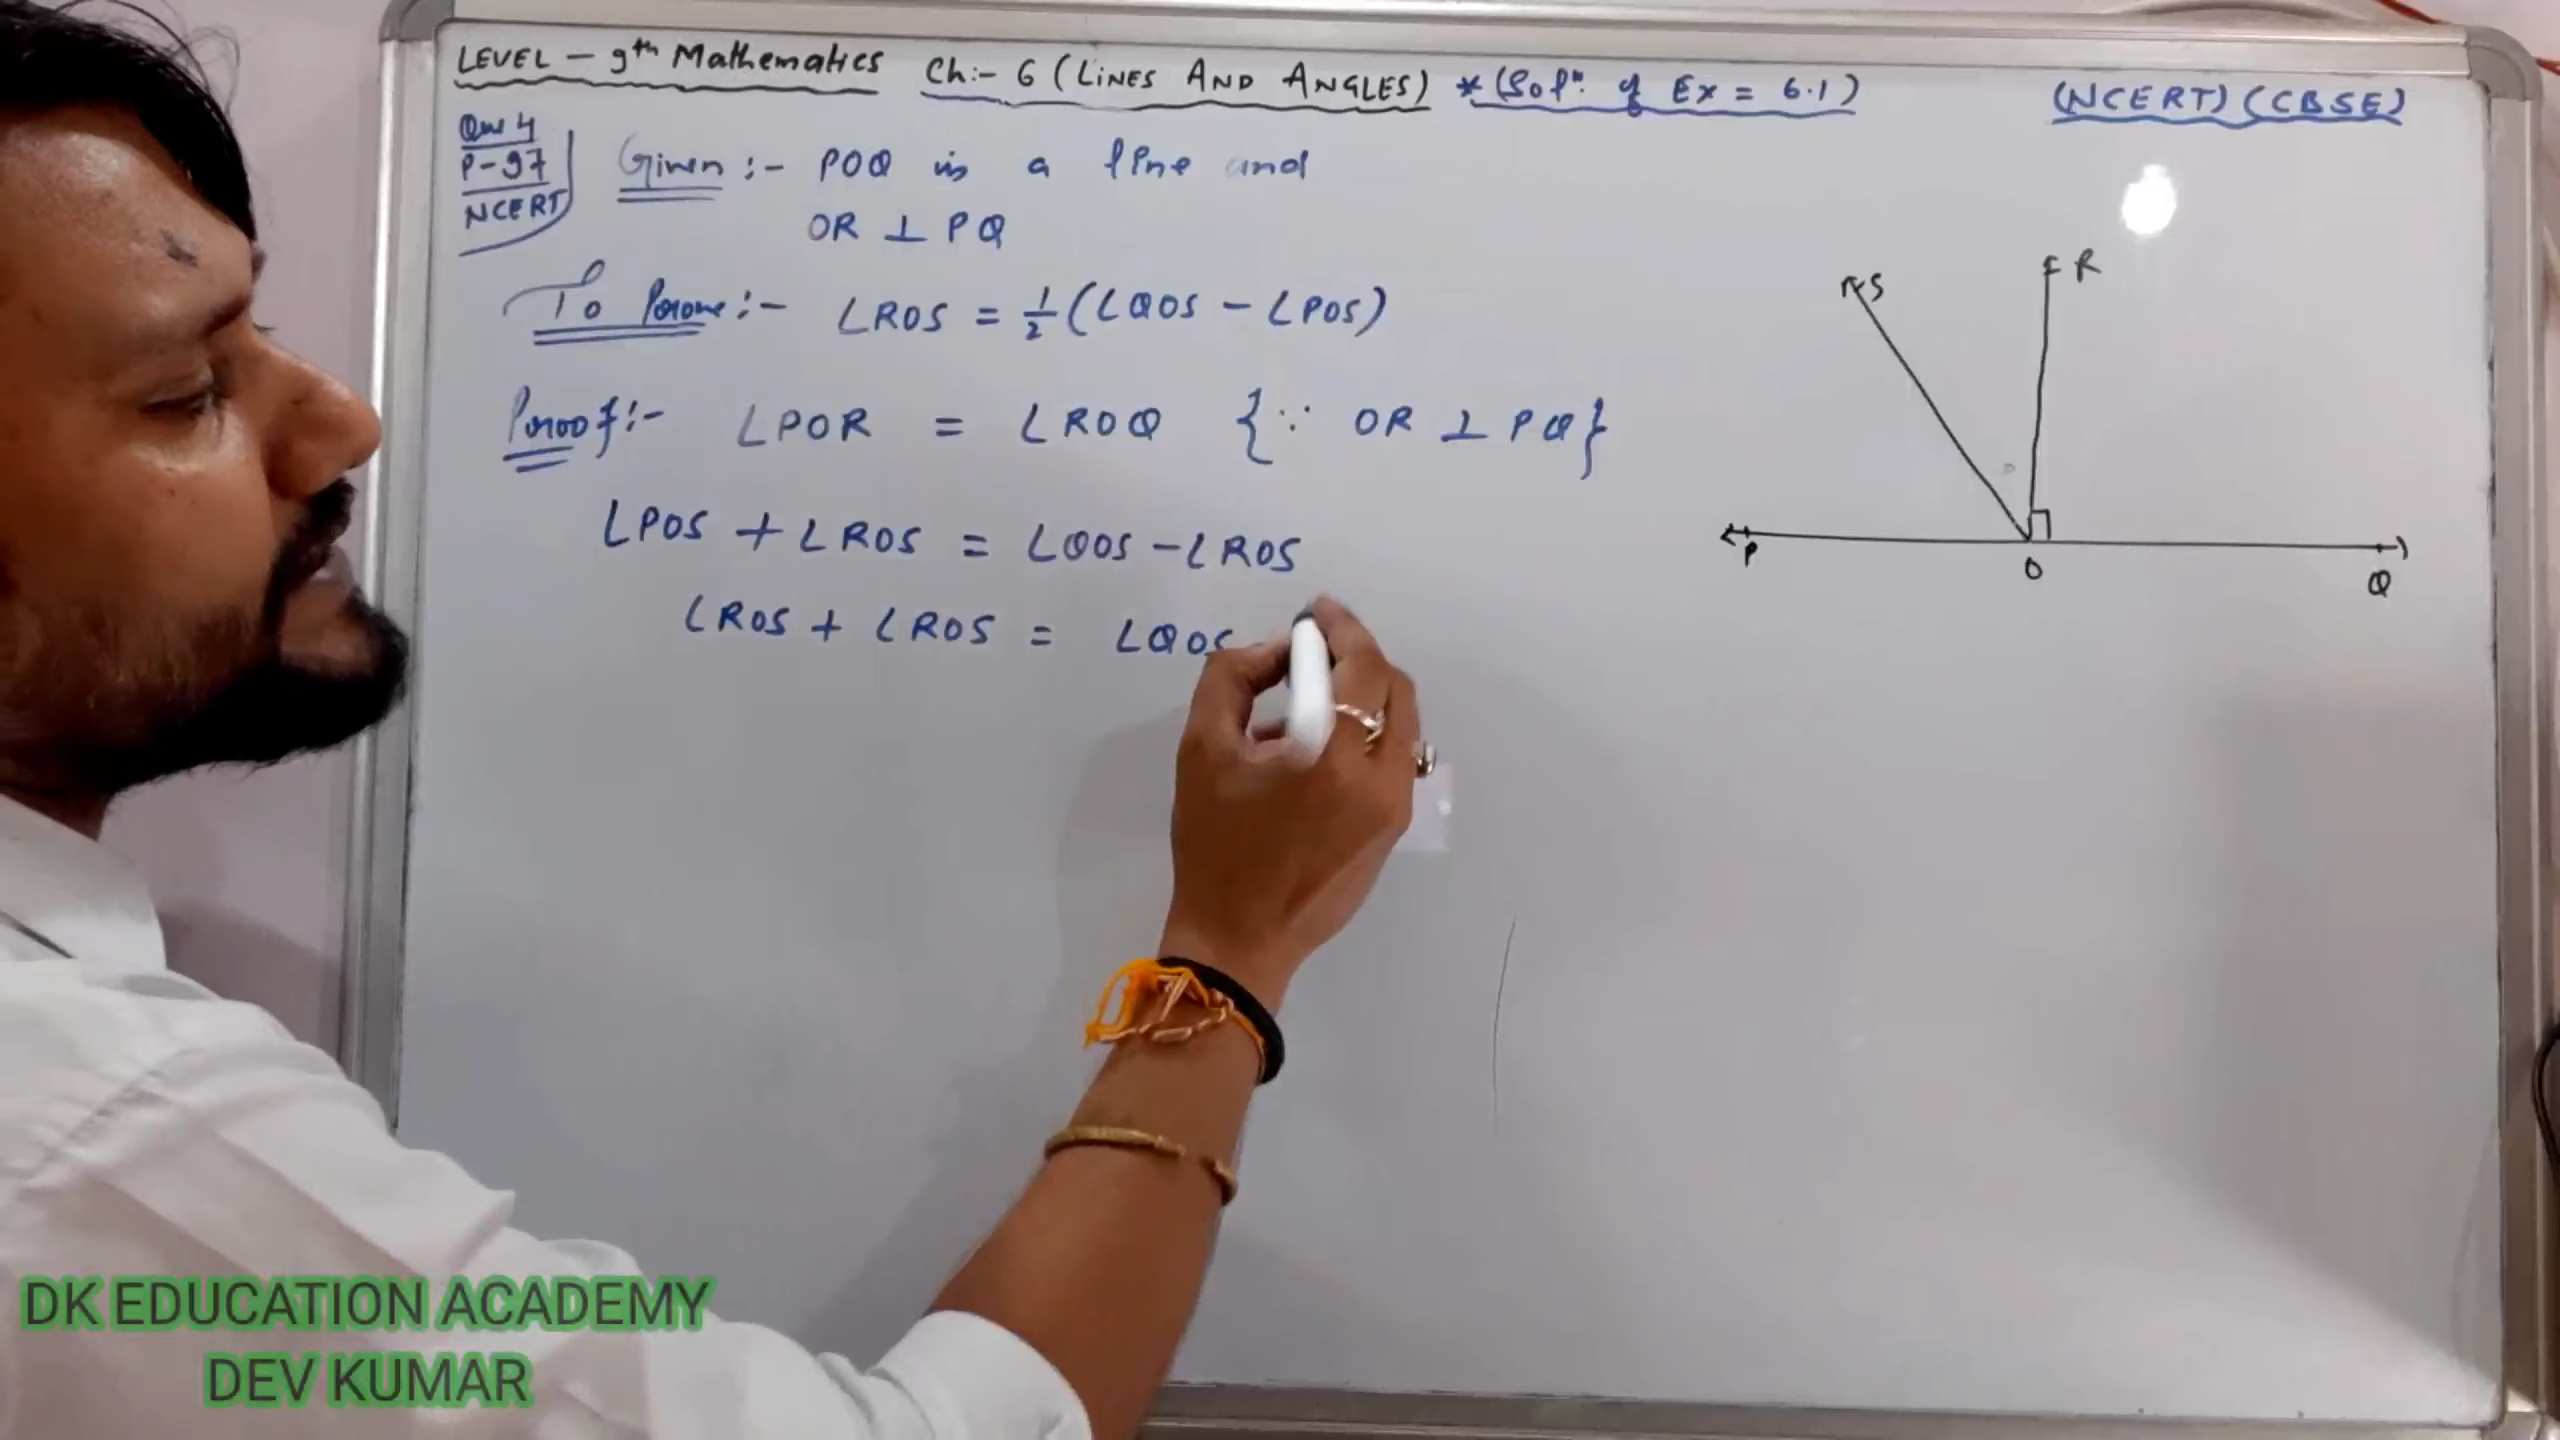 LEVEL - 9th Mathematics Ch:- 6 (LINES AND ANGLES) * (Soln. of Ex = 6.1) (NCERT) (CBSE)
Que 4
P-97
NCERT
Given :- POQ is a line and
OR ⊥ PQ
To Prove :- ∠ROS = 1/2 (∠QOS - ∠POS)
Proof :- ∠POR = ∠ROQ {∵ OR ⊥ PQ}
∠POS + ∠ROS = ∠QOS - ∠ROS
∠ROS + ∠ROS = ∠QOS -
S
R
P
O
Q
DK EDUCATION ACADEMY
DEV KUMAR